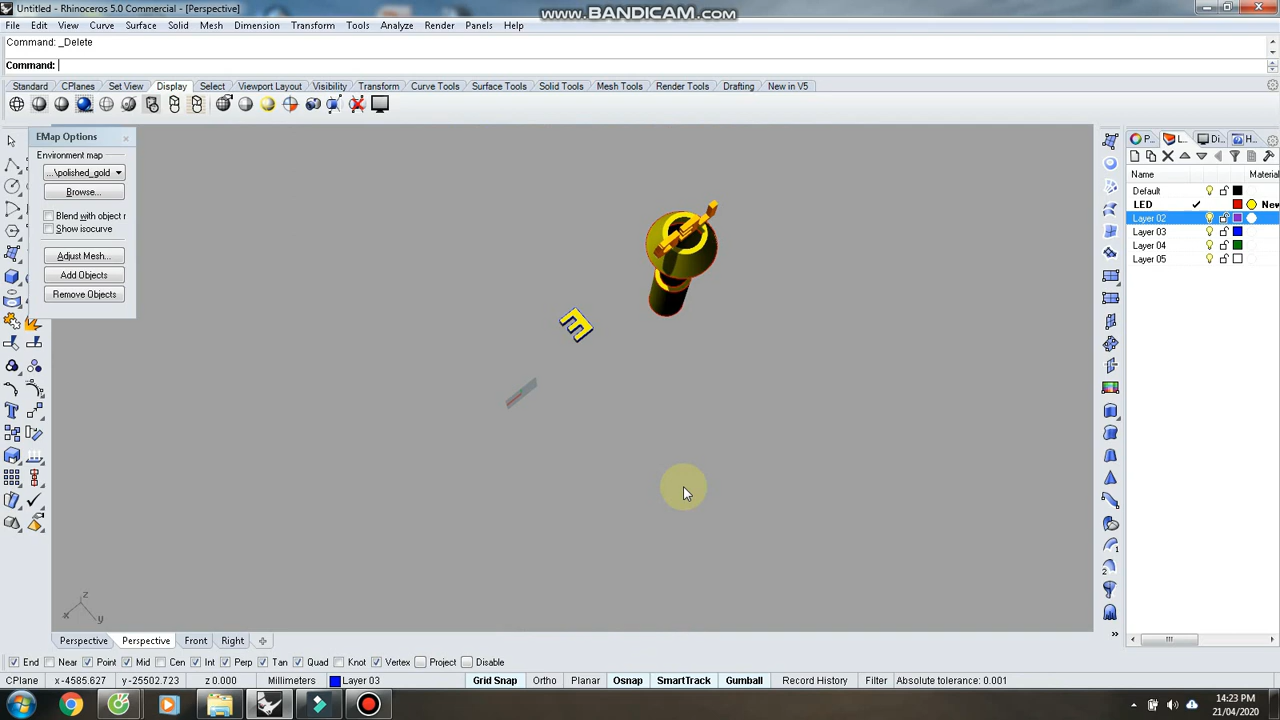 Untitled - Rhinoceros 5.0 Commercial - [Perspective]
www.BANDICAM.com
File Edit View Curve Surface Solid Mesh Dimension Transform Tools Analyze Render Panels Help
Command: _Delete
Command:
Standard CPlanes Set View Display Select Viewport Layout Visibility Transform Curve Tools Surface Tools Solid Tools Mesh Tools Render Tools Drafting New in V5
EMap Options
Environment map
...\polished_gold
Browse...
Blend with object r
Show isocurve
Adjust Mesh...
Add Objects
Remove Objects
P... L... Di... H...
Name Material
Default
LED New
Layer 02
Layer 03
Layer 04
Layer 05
E
z
x y
1
2
Perspective Perspective Front Right
End Near Point Mid Cen Int Perp Tan Quad Knot Vertex Project Disable
CPlane x -4585.627 y -25502.723 z 0.000 Millimeters Layer 03 Grid Snap Ortho Planar Osnap SmartTrack Gumball Record History Filter Absolute tolerance: 0.001
14:23 PM
21/04/2020